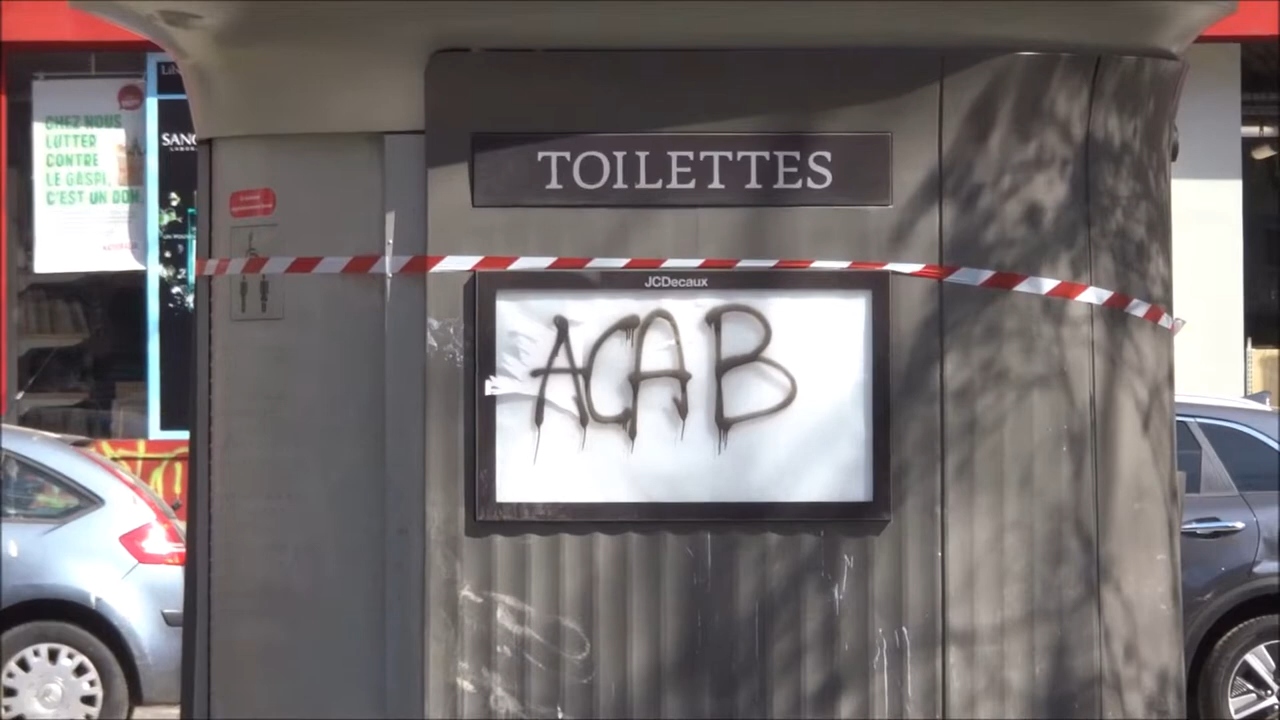 CHEZ NOUS
LUTTER
CONTRE
LE GASPI,
C'EST UN DON.
TOILETTES
JCDecaux
ACAB